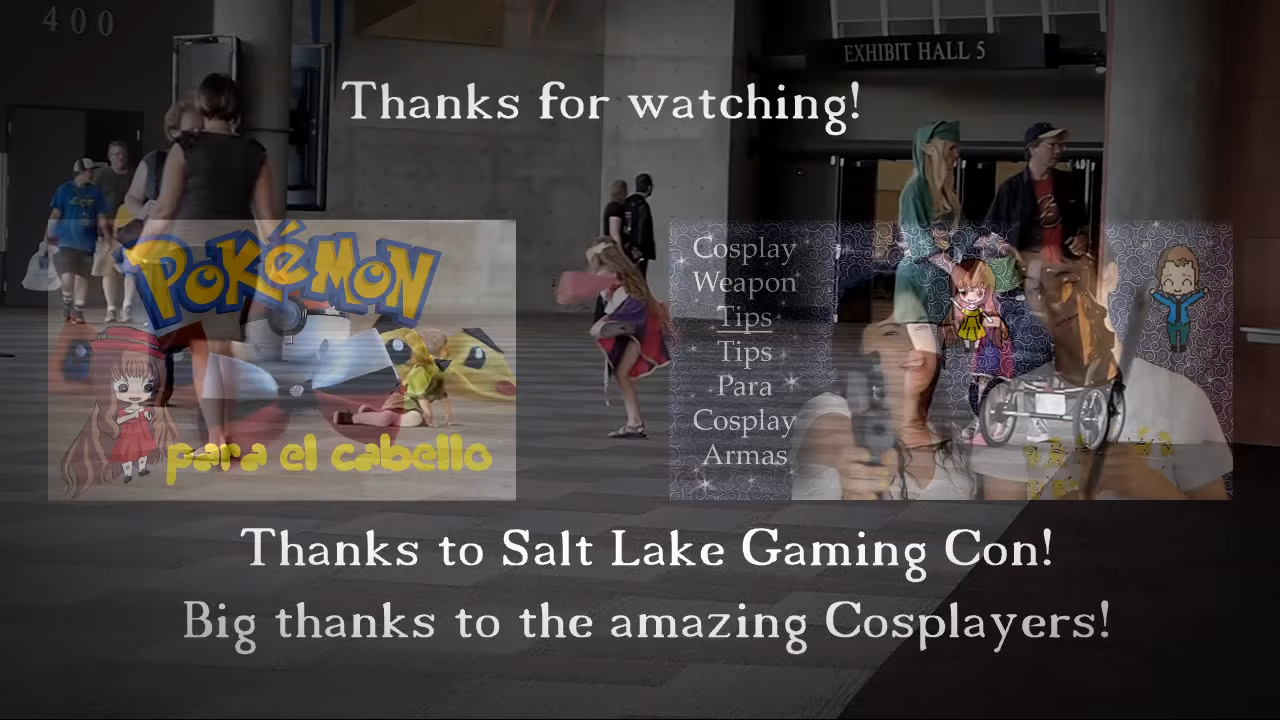 400
EXHIBIT HALL 5
Thanks for watching!
POKéMON
para el cabello
Cosplay
Weapon
Tips
Tips
Para
Cosplay
Armas
Thanks to Salt Lake Gaming Con!
Big thanks to the amazing Cosplayers!